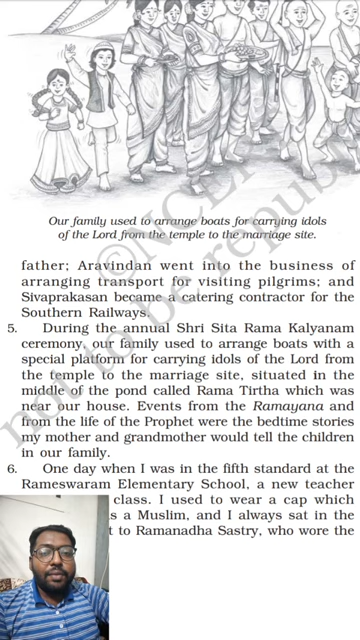 Our family used to arrange boats for carrying idols
of the Lord from the temple to the marriage site.
father; Aravindan went into the business of
arranging transport for visiting pilgrims; and
Sivaprakasan became a catering contractor for the
Southern Railways.
5. During the annual Shri Sita Rama Kalyanam
ceremony, our family used to arrange boats with a
special platform for carrying idols of the Lord from
the temple to the marriage site, situated in the
middle of the pond called Rama Tirtha which was
near our house. Events from the Ramayana and
from the life of the Prophet were the bedtime stories
my mother and grandmother would tell the children
in our family.
6. One day when I was in the fifth standard at the
Rameswaram Elementary School, a new teacher
class. I used to wear a cap which
a Muslim, and I always sat in the
to Ramanadha Sastry, who wore the
© NCERT
not to be republ